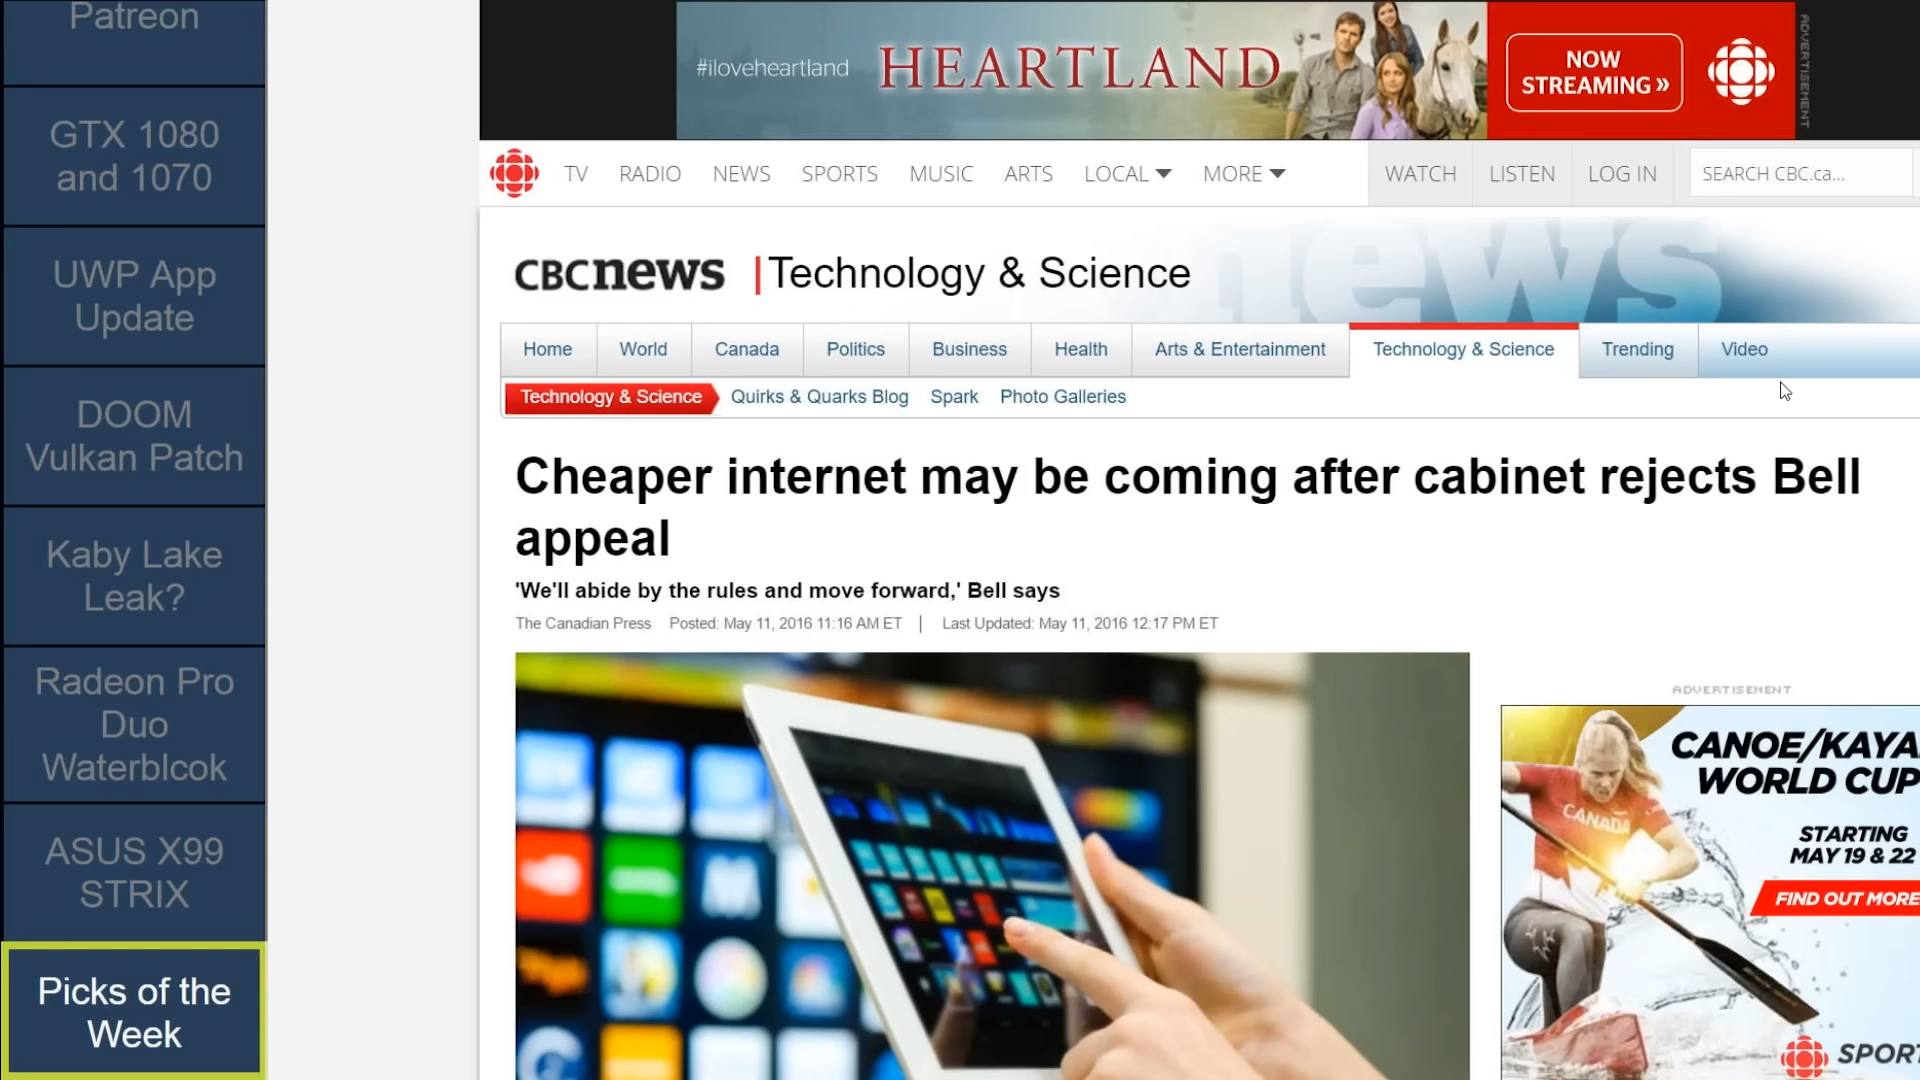 Patreon
GTX 1080
and 1070
UWP App
Update
DOOM
Vulkan Patch
Kaby Lake
Leak?
Radeon Pro
Duo
Waterblcok
ASUS X99
STRIX
Picks of the
Week
#iloveheartland
HEARTLAND
NOW
STREAMING »
ADVERTISEMENT
TV RADIO NEWS SPORTS MUSIC ARTS LOCAL MORE WATCH LISTEN LOG IN SEARCH CBC.ca...
news
CBCnews | Technology & Science
Home World Canada Politics Business Health Arts & Entertainment Technology & Science Trending Video
Technology & Science Quirks & Quarks Blog Spark Photo Galleries
Cheaper internet may be coming after cabinet rejects Bell
appeal
'We'll abide by the rules and move forward,' Bell says
The Canadian Press Posted: May 11, 2016 11:16 AM ET | Last Updated: May 11, 2016 12:17 PM ET
ADVERTISEMENT
CANOE/KAYA
WORLD CUP
CANADA
STARTING
MAY 19 & 22
FIND OUT MORE
SPORT